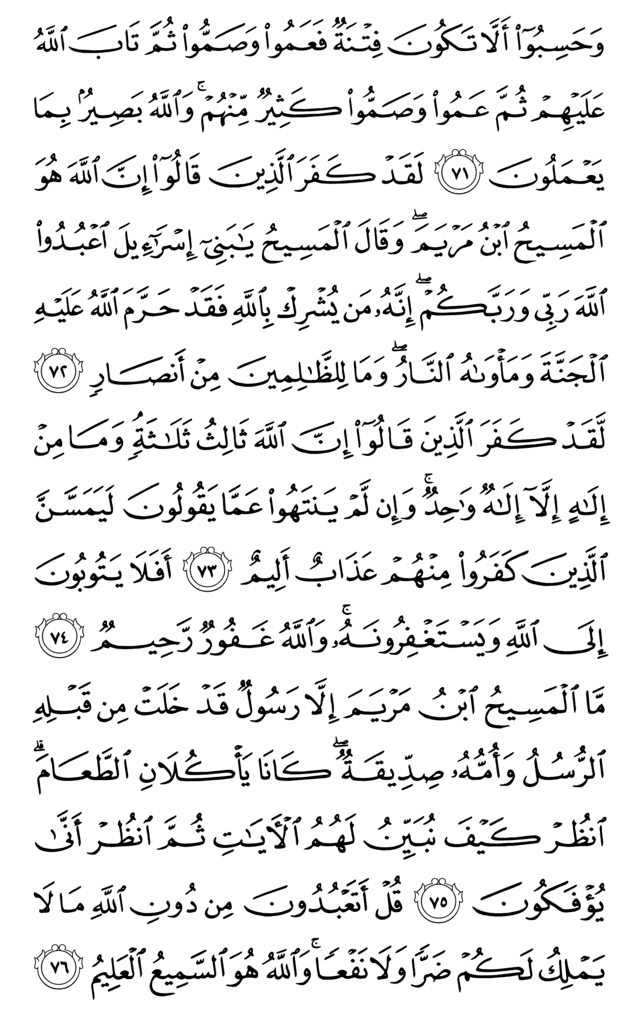 وَحَسِبُوٓا۟ أَلَّا تَكُونَ فِتْنَةٌ فَعَمُوا۟ وَصَمُّوا۟ ثُمَّ تَابَ ٱللَّهُ
عَلَيْهِمْ ثُمَّ عَمُوا۟ وَصَمُّوا۟ كَثِيرٌ مِّنْهُمْ ۚ وَٱللَّهُ بَصِيرٌۢ بِمَا
يَعْمَلُونَ ٧١ لَقَدْ كَفَرَ ٱلَّذِينَ قَالُوٓا۟ إِنَّ ٱللَّهَ هُوَ
ٱلْمَسِيحُ ٱبْنُ مَرْيَمَ ۖ وَقَالَ ٱلْمَسِيحُ يَـٰبَنِىٓ إِسْرَٰٓءِيلَ ٱعْبُدُوا۟
ٱللَّهَ رَبِّى وَرَبَّكُمْ ۖ إِنَّهُۥ مَن يُشْرِكْ بِٱللَّهِ فَقَدْ حَرَّمَ ٱللَّهُ عَلَيْهِ
ٱلْجَنَّةَ وَمَأْوَىٰهُ ٱلنَّارُ ۖ وَمَا لِلظَّـٰلِمِينَ مِنْ أَنصَارٍ ٧٢
لَّقَدْ كَفَرَ ٱلَّذِينَ قَالُوٓا۟ إِنَّ ٱللَّهَ ثَالِثُ ثَلَـٰثَةٍ ۘ وَمَا مِنْ
إِلَـٰهٍ إِلَّآ إِلَـٰهٌ وَٰحِدٌ ۚ وَإِن لَّمْ يَنتَهُوا۟ عَمَّا يَقُولُونَ لَيَمَسَّنَّ
ٱلَّذِينَ كَفَرُوا۟ مِنْهُمْ عَذَابٌ أَلِيمٌ ٧٣ أَفَلَا يَتُوبُونَ
إِلَى ٱللَّهِ وَيَسْتَغْفِرُونَهُۥ ۚ وَٱللَّهُ غَفُورٌ رَّحِيمٌ ٧٤
مَّا ٱلْمَسِيحُ ٱبْنُ مَرْيَمَ إِلَّا رَسُولٌ قَدْ خَلَتْ مِن قَبْلِهِ
ٱلرُّسُلُ وَأُمُّهُۥ صِدِّيقَةٌ ۖ كَانَا يَأْكُلَانِ ٱلطَّعَامَ ۗ
ٱنظُرْ كَيْفَ نُبَيِّنُ لَهُمُ ٱلْـَٔايَـٰتِ ثُمَّ ٱنظُرْ أَنَّىٰ
يُؤْفَكُونَ ٧٥ قُلْ أَتَعْبُدُونَ مِن دُونِ ٱللَّهِ مَا لَا
يَمْلِكُ لَكُمْ ضَرًّا وَلَا نَفْعًا ۚ وَٱللَّهُ هُوَ ٱلسَّمِيعُ ٱلْعَلِيمُ ٧٦